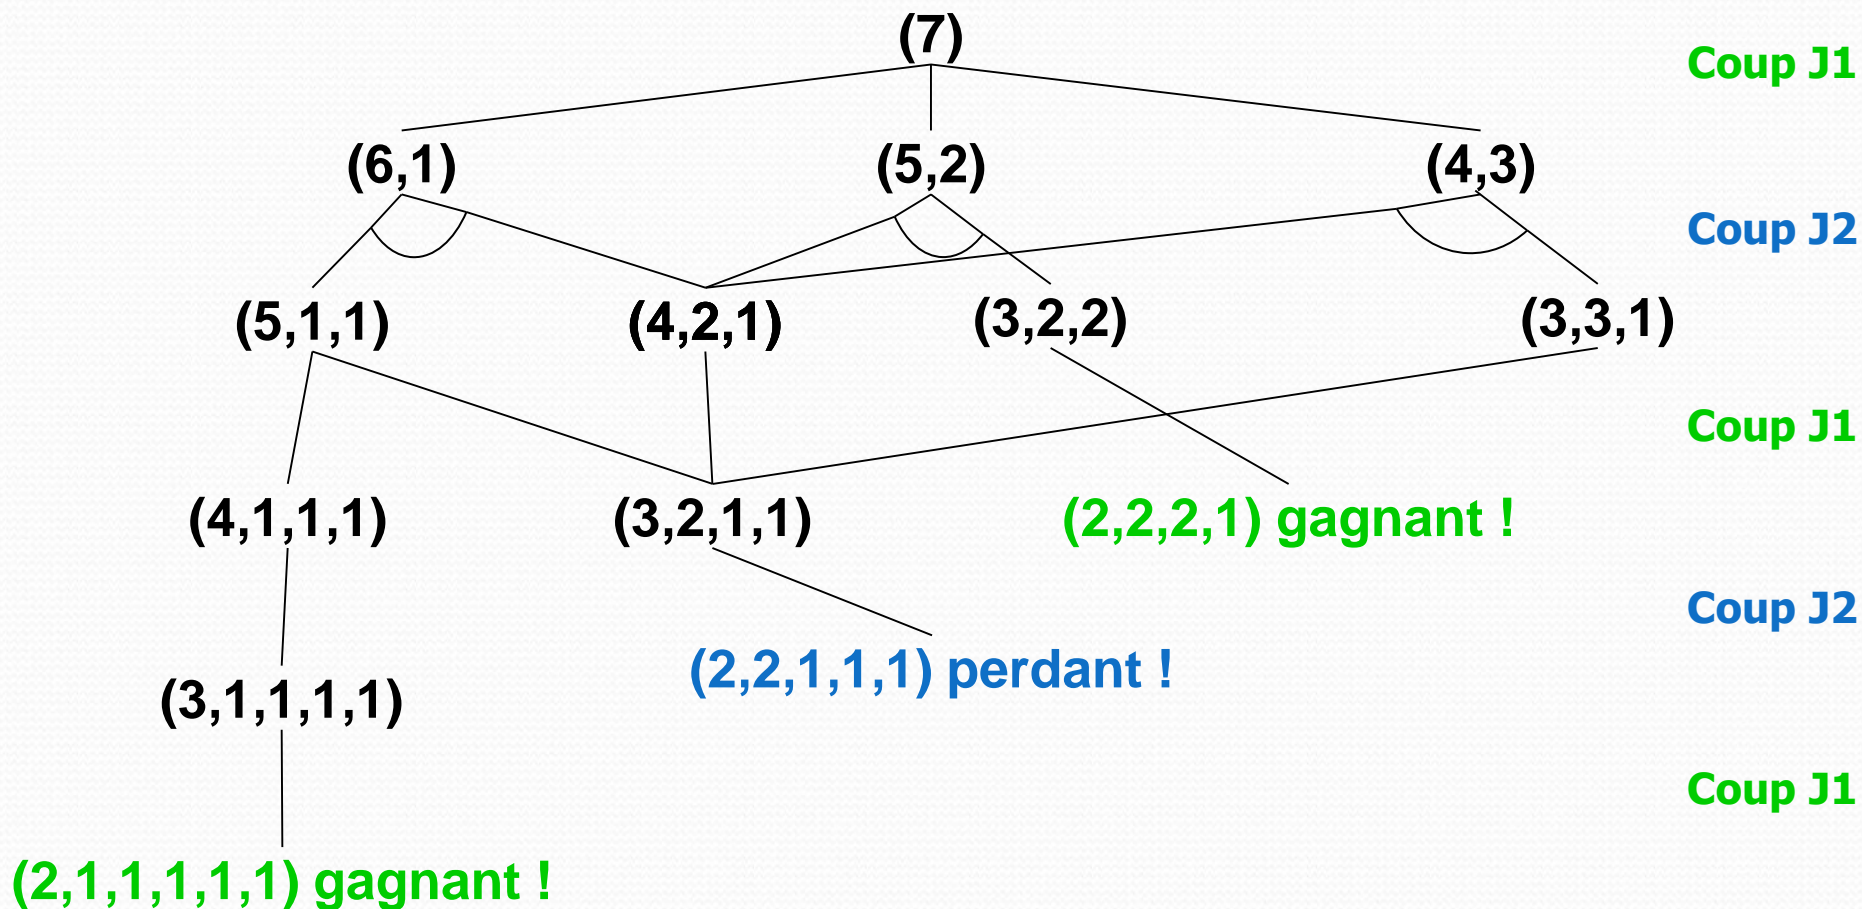 (7)
Coup J1
(6,1) (5,2) (4,3)
Coup J2
(5,1,1) (4,2,1) (3,2,2) (3,3,1)
Coup J1
(4,1,1,1) (3,2,1,1) (2,2,2,1) gagnant !
Coup J2
(2,2,1,1,1) perdant !
(3,1,1,1,1)
Coup J1
(2,1,1,1,1,1) gagnant !